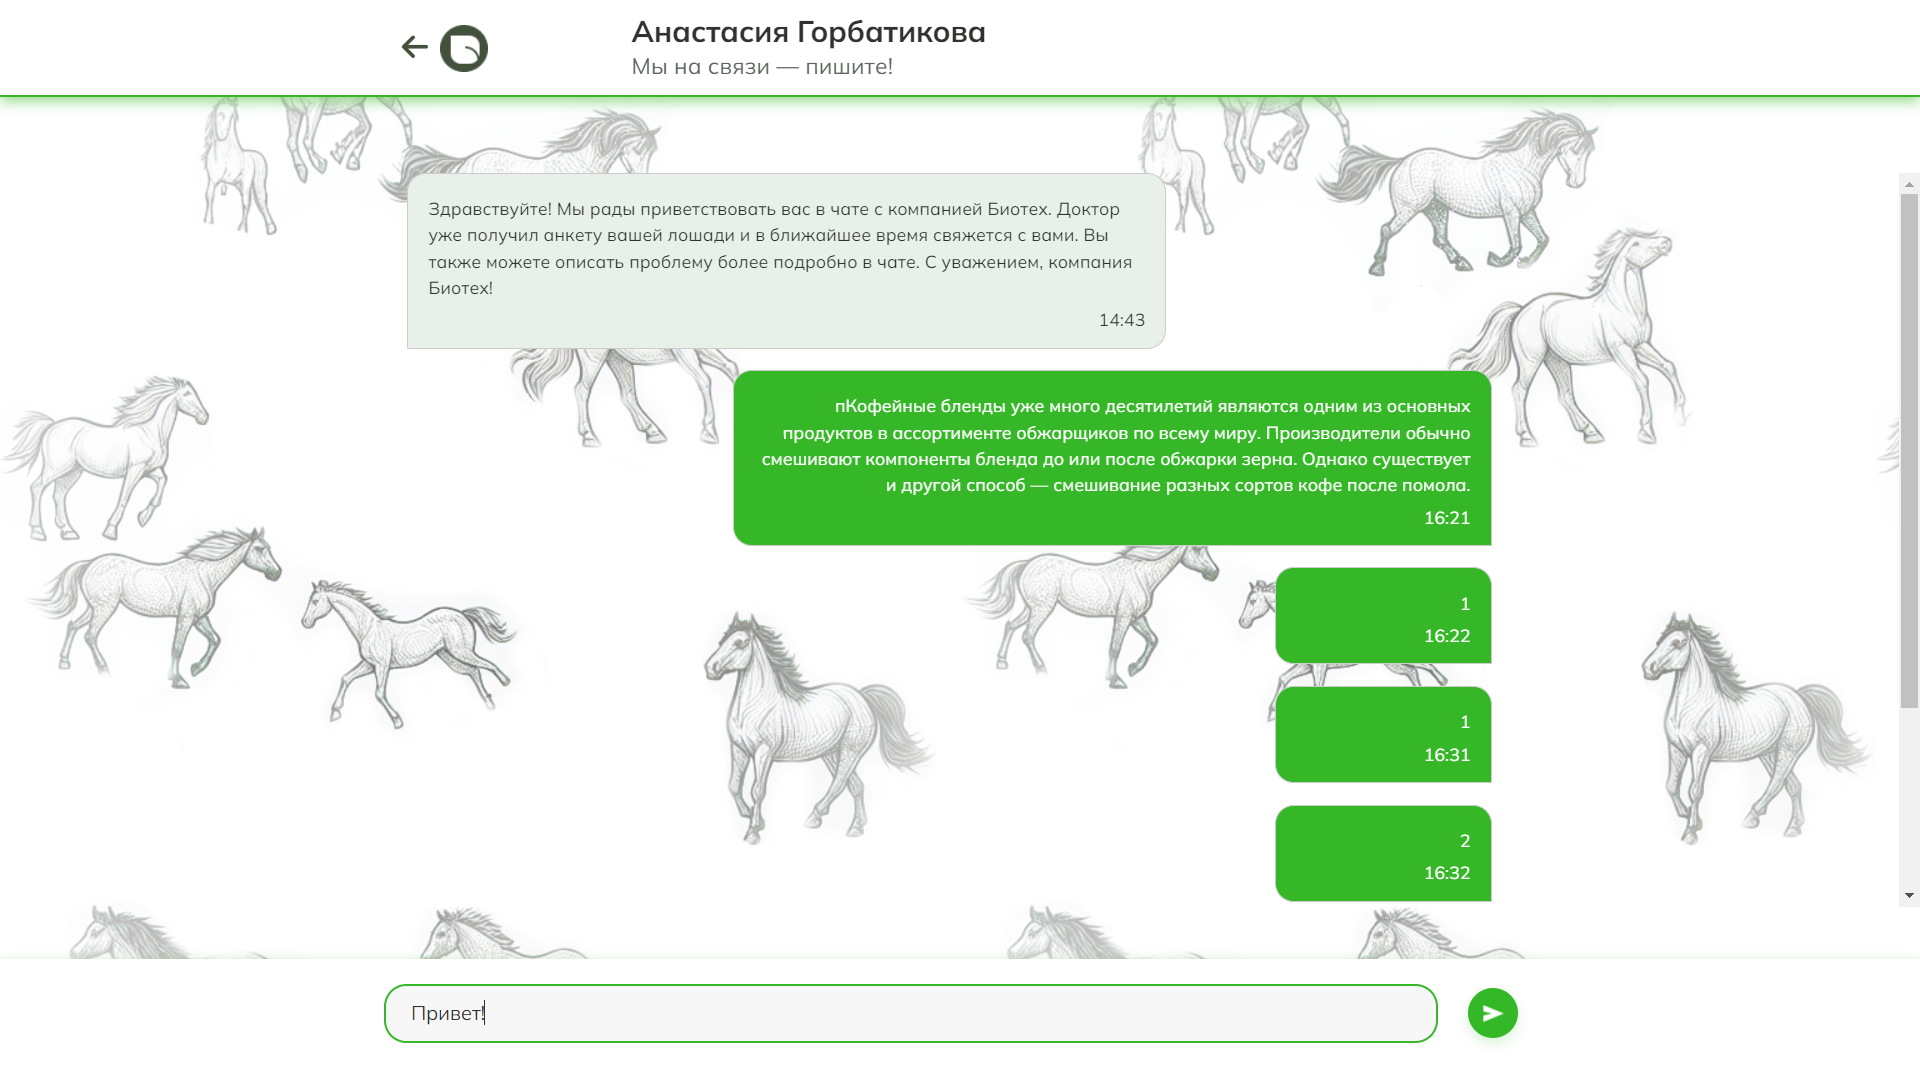 Анастасия Горбатикова
Мы на связи — пишите!
Здравствуйте! Мы рады приветствовать вас в чате с компанией Биотех. Доктор
уже получил анкету вашей лошади и в ближайшее время свяжется с вами. Вы
также можете описать проблему более подробно в чате. С уважением, компания
Биотех!
14:43
пКофейные бленды уже много десятилетий являются одним из основных
продуктов в ассортименте обжарщиков по всему миру. Производители обычно
смешивают компоненты бленда до или после обжарки зерна. Однако существует
и другой способ — смешивание разных сортов кофе после помола.
16:21
1
16:22
1
16:31
2
16:32
Привет!